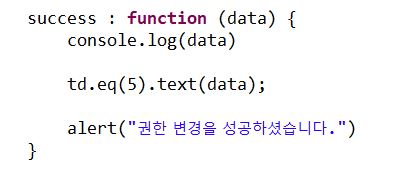 success : function (data) {
    console.log(data)

    td.eq(5).text(data);

    alert("권한 변경을 성공하셨습니다.")
}